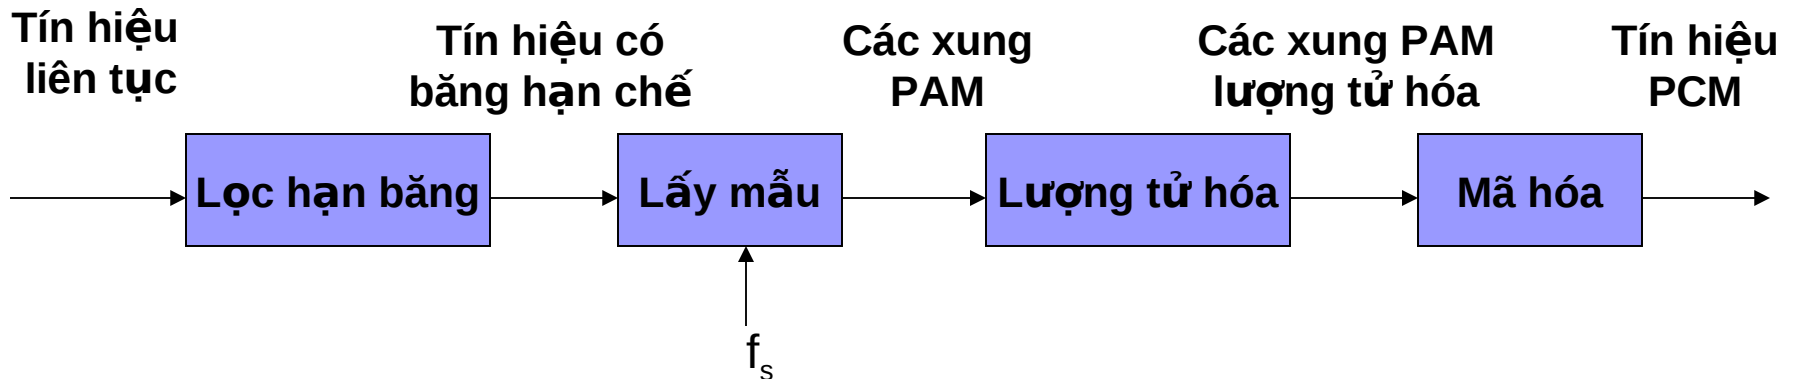 Tín hiệu
liên tục
Tín hiệu có
băng hạn chế
Các xung
PAM
Các xung PAM
lượng tử hóa
Tín hiệu
PCM
Lọc hạn băng
Lấy mẫu
Lượng tử hóa
Mã hóa
fs